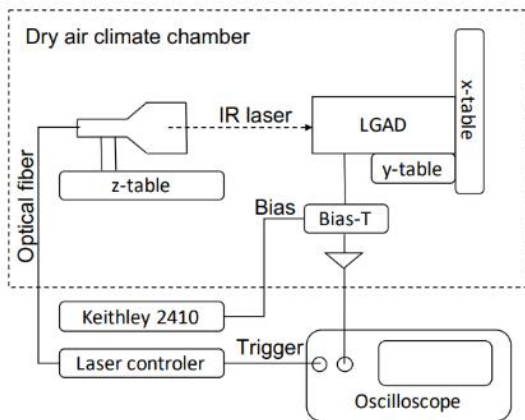 Dry air climate chamber
IR laser
LGAD
x-table
y-table
z-table
Optical fiber
Bias
Bias-T
Keithley 2410
Laser controler
Trigger
Oscilloscope